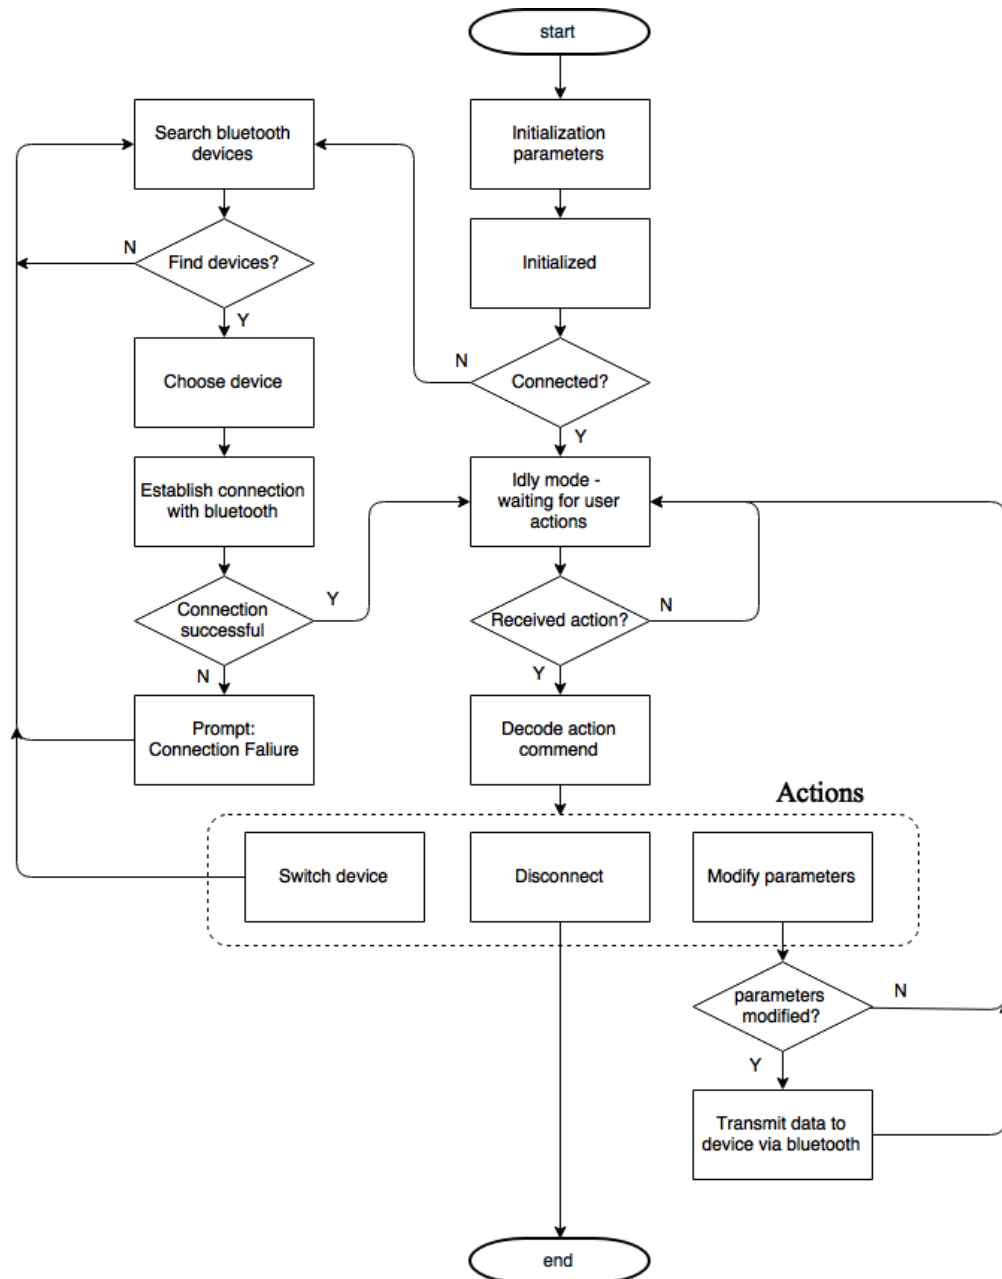 start
Initialization
parameters
Initialized
Connected?
N
Y
Search bluetooth
devices
Find devices?
N
Y
Choose device
Establish connection
with bluetooth
Connection
successful
Y
N
Prompt:
Connection Faliure
Idly mode -
waiting for user
actions
Received action?
N
Y
Decode action
commend
Actions
Switch device
Disconnect
Modify parameters
parameters
modified?
N
Y
Transmit data to
device via bluetooth
end